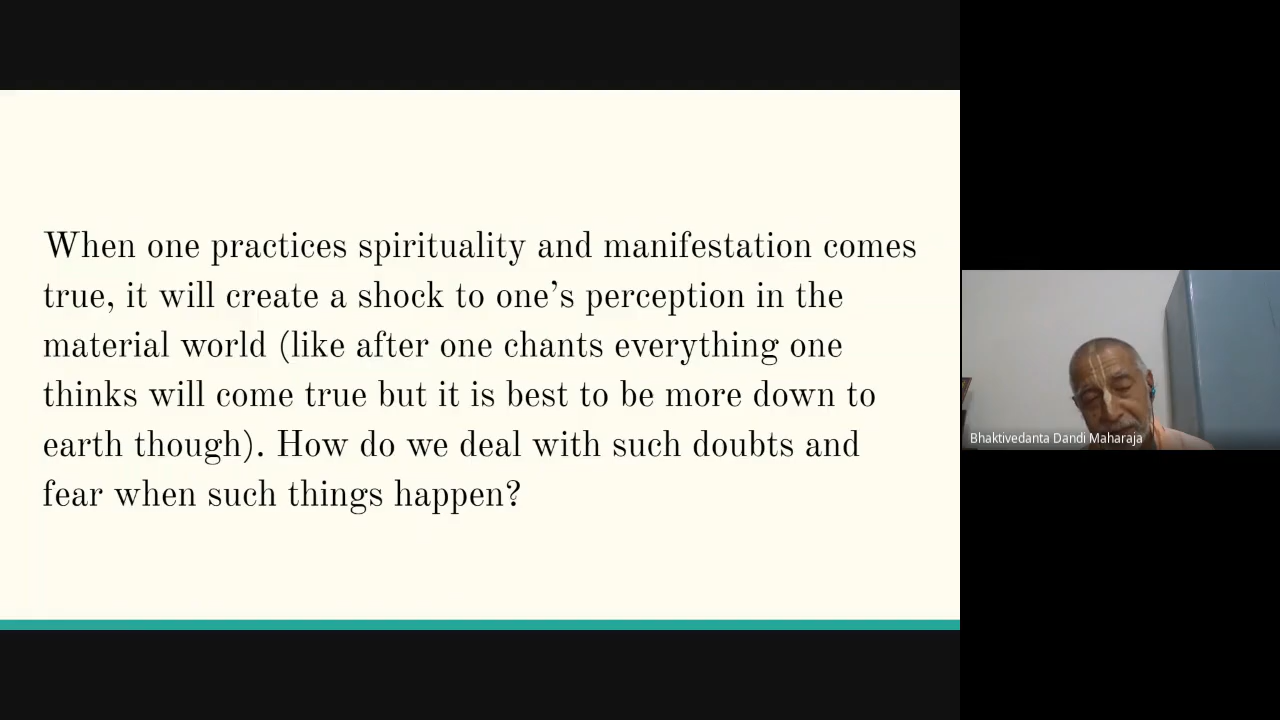 When one practices spirituality and manifestation comes
true, it will create a shock to one's perception in the
material world (like after one chants everything one
thinks will come true but it is best to be more down to
earth though). How do we deal with such doubts and
fear when such things happen?
Bhaktivedanta Dandi Maharaja